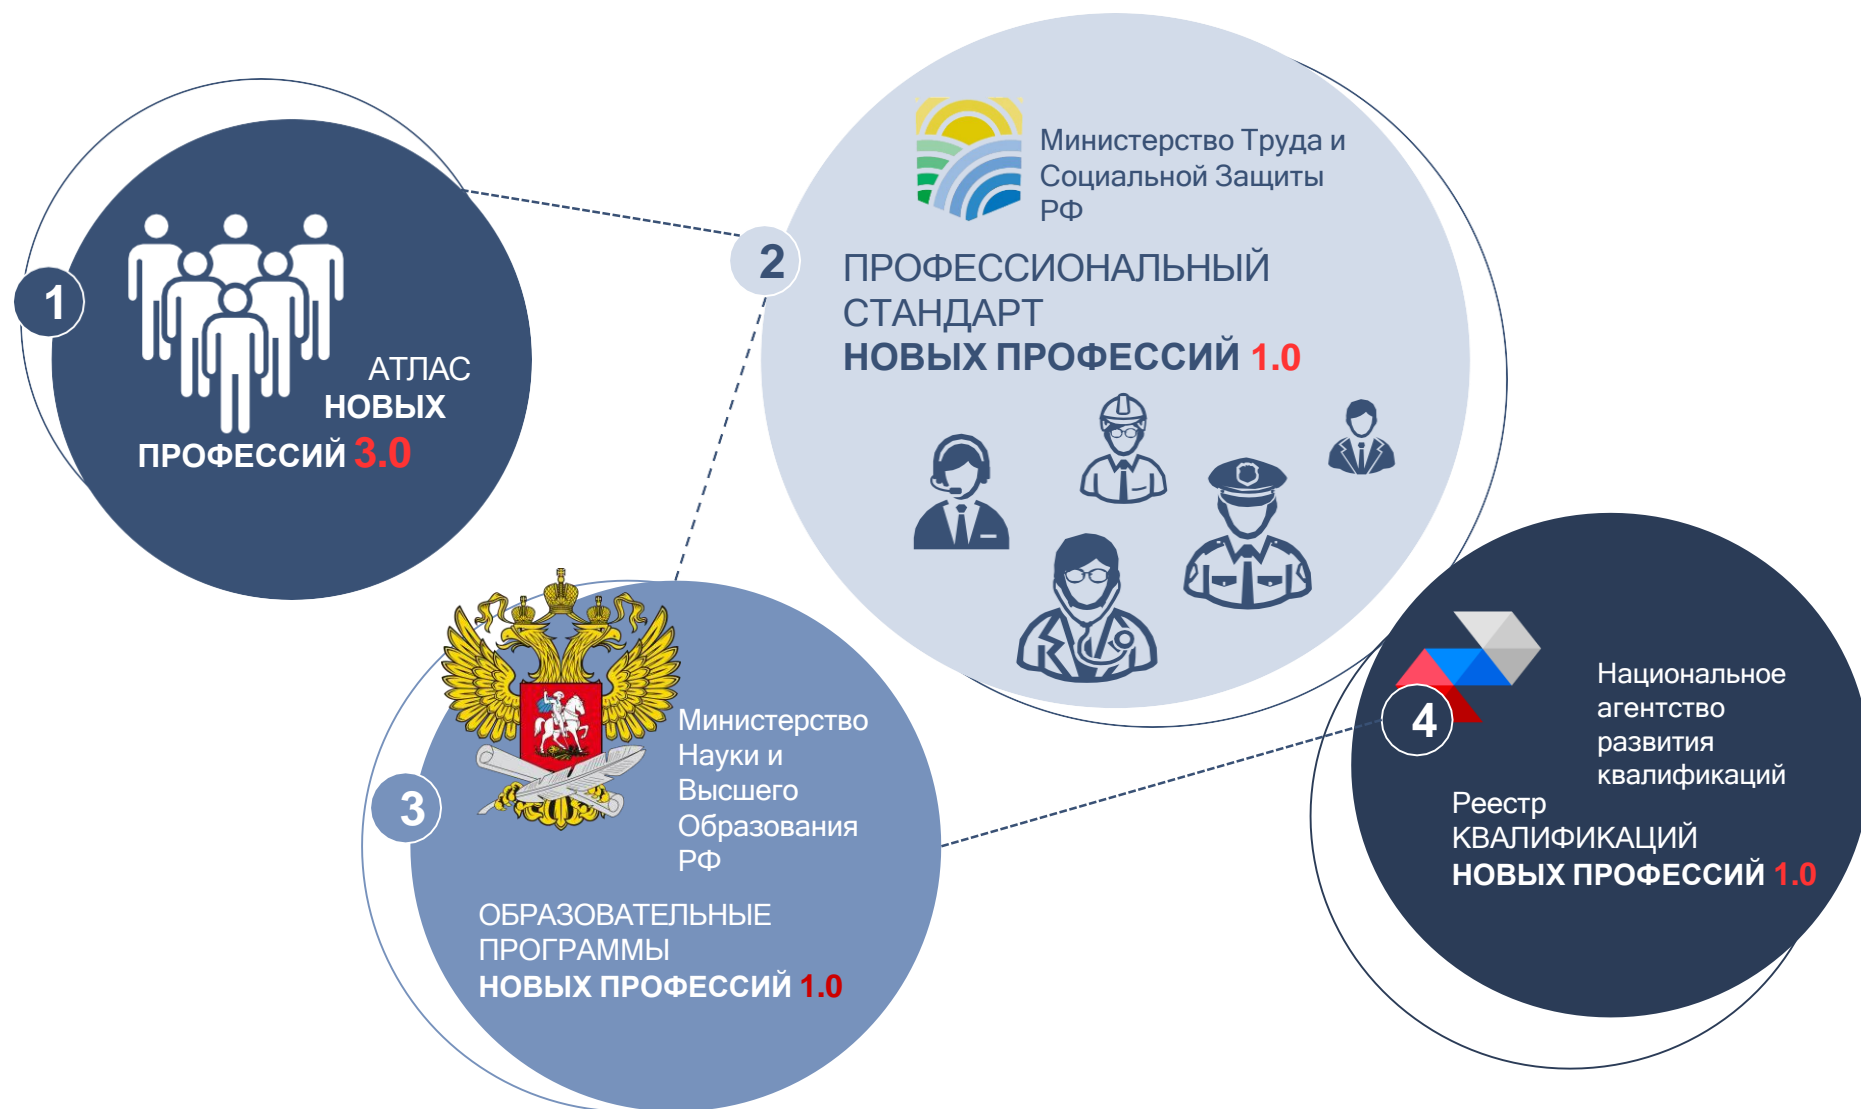 1
АТЛАС
НОВЫХ
ПРОФЕССИЙ 3.0
2
Министерство Труда и
Социальной Защиты
РФ
ПРОФЕССИОНАЛЬНЫЙ
СТАНДАРТ
НОВЫХ ПРОФЕССИЙ 1.0
3
Министерство
Науки и
Высшего
Образования
РФ
ОБРАЗОВАТЕЛЬНЫЕ
ПРОГРАММЫ
НОВЫХ ПРОФЕССИЙ 1.0
4
Национальное
агентство
развития
квалификаций
Реестр
КВАЛИФИКАЦИЙ
НОВЫХ ПРОФЕССИЙ 1.0